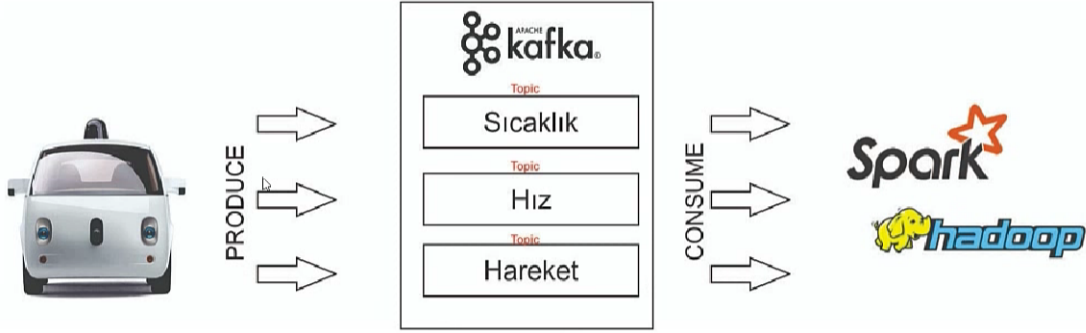 PRODUCE
APACHE
kafka®
Topic
Sıcaklık
Topic
Hız
Topic
Hareket
CONSUME
Spark
hadoop